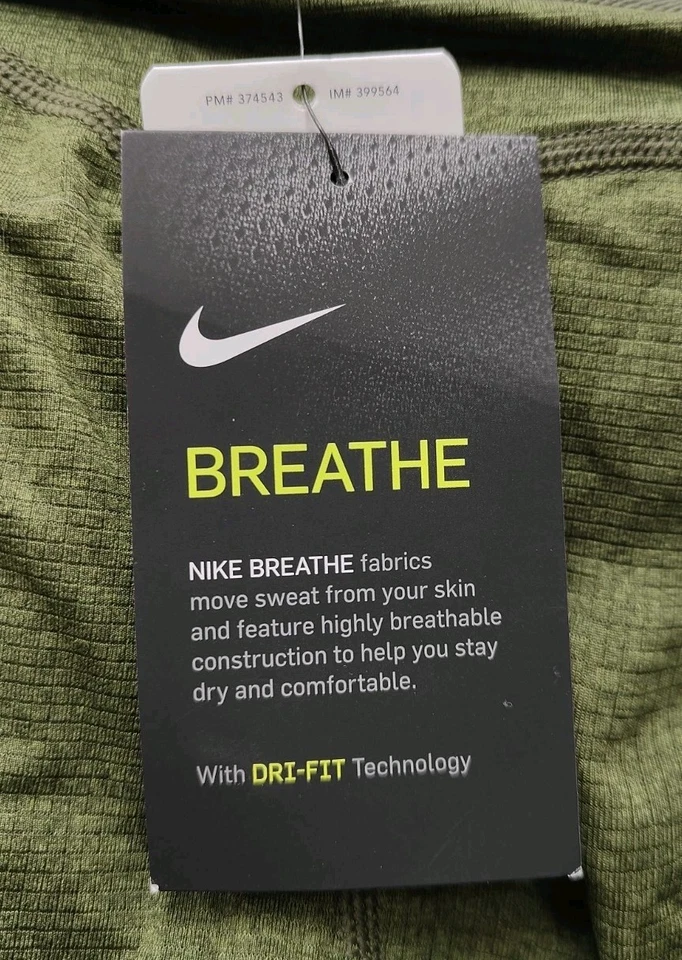 PM# 374543 IM# 399564
BREATHE
NIKE BREATHE fabrics
move sweat from your skin
and feature highly breathable
construction to help you stay
dry and comfortable.
With DRI-FIT Technology